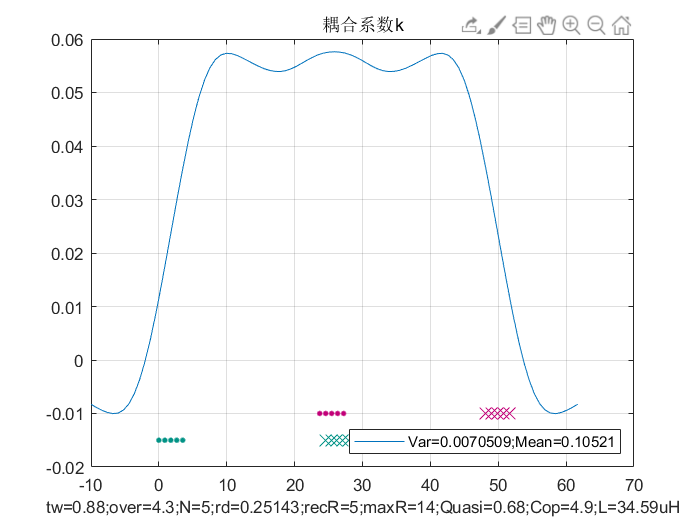 耦合系数k
0.06
0.05
0.04
0.03
0.02
0.01
0
-0.01
-0.02
Var=0.0070509;Mean=0.10521
-10 0 10 20 30 40 50 60 70
tw=0.88;over=4.3;N=5;rd=0.25143;recR=5;maxR=14;Quasi=0.68;Cop=4.9;L=34.59uH